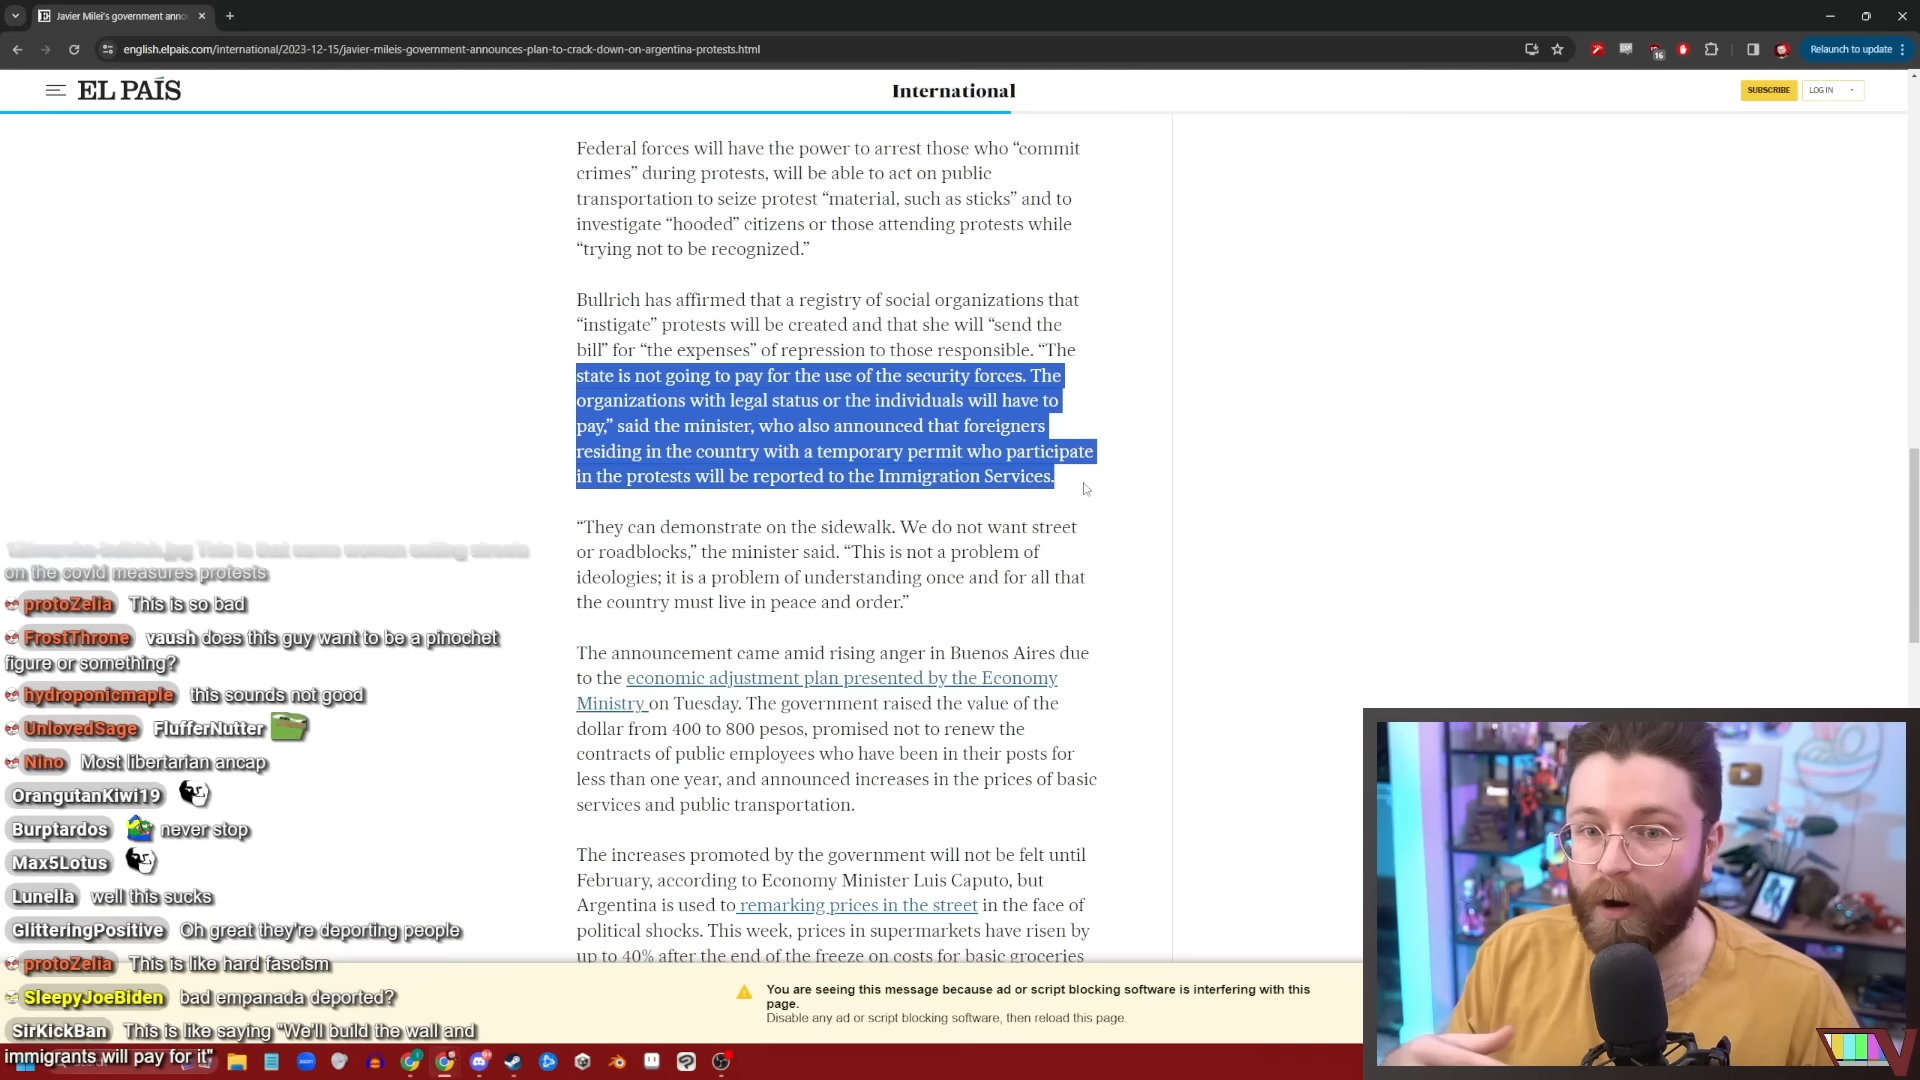 Javier Milei's government anno
english.elpais.com/international/2023-12-15/javier-mileis-government-announces-plan-to-crack-down-on-argentina-protests.html
16
Relaunch to update
EL PAÍS
International
SUBSCRIBE
LOG IN
Federal forces will have the power to arrest those who “commit
crimes” during protests, will be able to act on public
transportation to seize protest “material, such as sticks” and to
investigate “hooded” citizens or those attending protests while
“trying not to be recognized.”
Bullrich has affirmed that a registry of social organizations that
“instigate” protests will be created and that she will “send the
bill” for “the expenses” of repression to those responsible. “The
state is not going to pay for the use of the security forces. The
organizations with legal status or the individuals will have to
pay,” said the minister, who also announced that foreigners
residing in the country with a temporary permit who participate
in the protests will be reported to the Immigration Services.
“They can demonstrate on the sidewalk. We do not want street
or roadblocks,” the minister said. “This is not a problem of
ideologies; it is a problem of understanding once and for all that
the country must live in peace and order.”
The announcement came amid rising anger in Buenos Aires due
to the economic adjustment plan presented by the Economy
Ministry on Tuesday. The government raised the value of the
dollar from 400 to 800 pesos, promised not to renew the
contracts of public employees who have been in their posts for
less than one year, and announced increases in the prices of basic
services and public transportation.
The increases promoted by the government will not be felt until
February, according to Economy Minister Luis Caputo, but
Argentina is used to remarking prices in the street in the face of
political shocks. This week, prices in supermarkets have risen by
up to 40% after the end of the freeze on costs for basic groceries
This is that same woman
on the covid measures protests
protoZelia This is so bad
FrostThrone vaush does this guy want to be a pinochet
figure or something?
hydroponicmaple this sounds not good
UnlovedSage FlufferNutter
Nino Most libertarian ancap
OrangutanKiwi19
Burptardos never stop
Max5Lotus
Lunella well this sucks
GlitteringPositive Oh great they're deporting people
protoZelia This is like hard fascism
SleepyJoeBiden bad empanada deported?
SirKickBan This is like saying "We'll build the wall and
immigrants will pay for it"
You are seeing this message because ad or script blocking software is interfering with this
page.
Disable any ad or script blocking software, then reload this page.